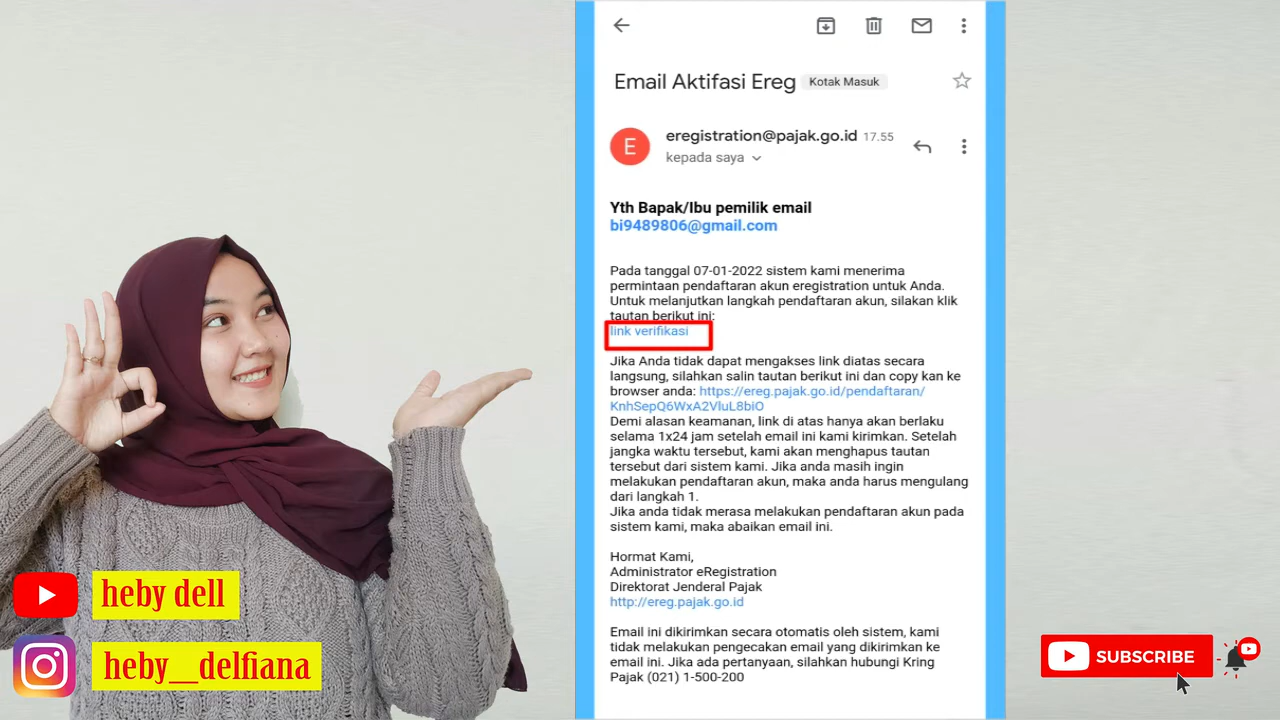 Email Aktifasi Ereg Kotak Masuk
E
eregistration@pajak.go.id 17.55
kepada saya
Yth Bapak/Ibu pemilik email
bi9489806@gmail.com
Pada tanggal 07-01-2022 sistem kami menerima
permintaan pendaftaran akun eregistration untuk Anda.
Untuk melanjutkan langkah pendaftaran akun, silakan klik
tautan berikut ini:
link verifikasi
Jika Anda tidak dapat mengakses link diatas secara
langsung, silahkan salin tautan berikut ini dan copy kan ke
browser anda: https://ereg.pajak.go.id/pendaftaran/
KnhSepQ6WxA2VluL8biO
Demi alasan keamanan, link di atas hanya akan berlaku
selama 1x24 jam setelah email ini kami kirimkan. Setelah
jangka waktu tersebut, kami akan menghapus tautan
tersebut dari sistem kami. Jika anda masih ingin
melakukan pendaftaran akun, maka anda harus mengulang
dari langkah 1.
Jika anda tidak merasa melakukan pendaftaran akun pada
sistem kami, maka abaikan email ini.
Hormat Kami,
Administrator eRegistration
Direktorat Jenderal Pajak
http://ereg.pajak.go.id
Email ini dikirimkan secara otomatis oleh sistem, kami
tidak melakukan pengecakan email yang dikirimkan ke
email ini. Jika ada pertanyaan, silahkan hubungi Kring
Pajak (021) 1-500-200
heby dell
heby__delfiana
SUBSCRIBE